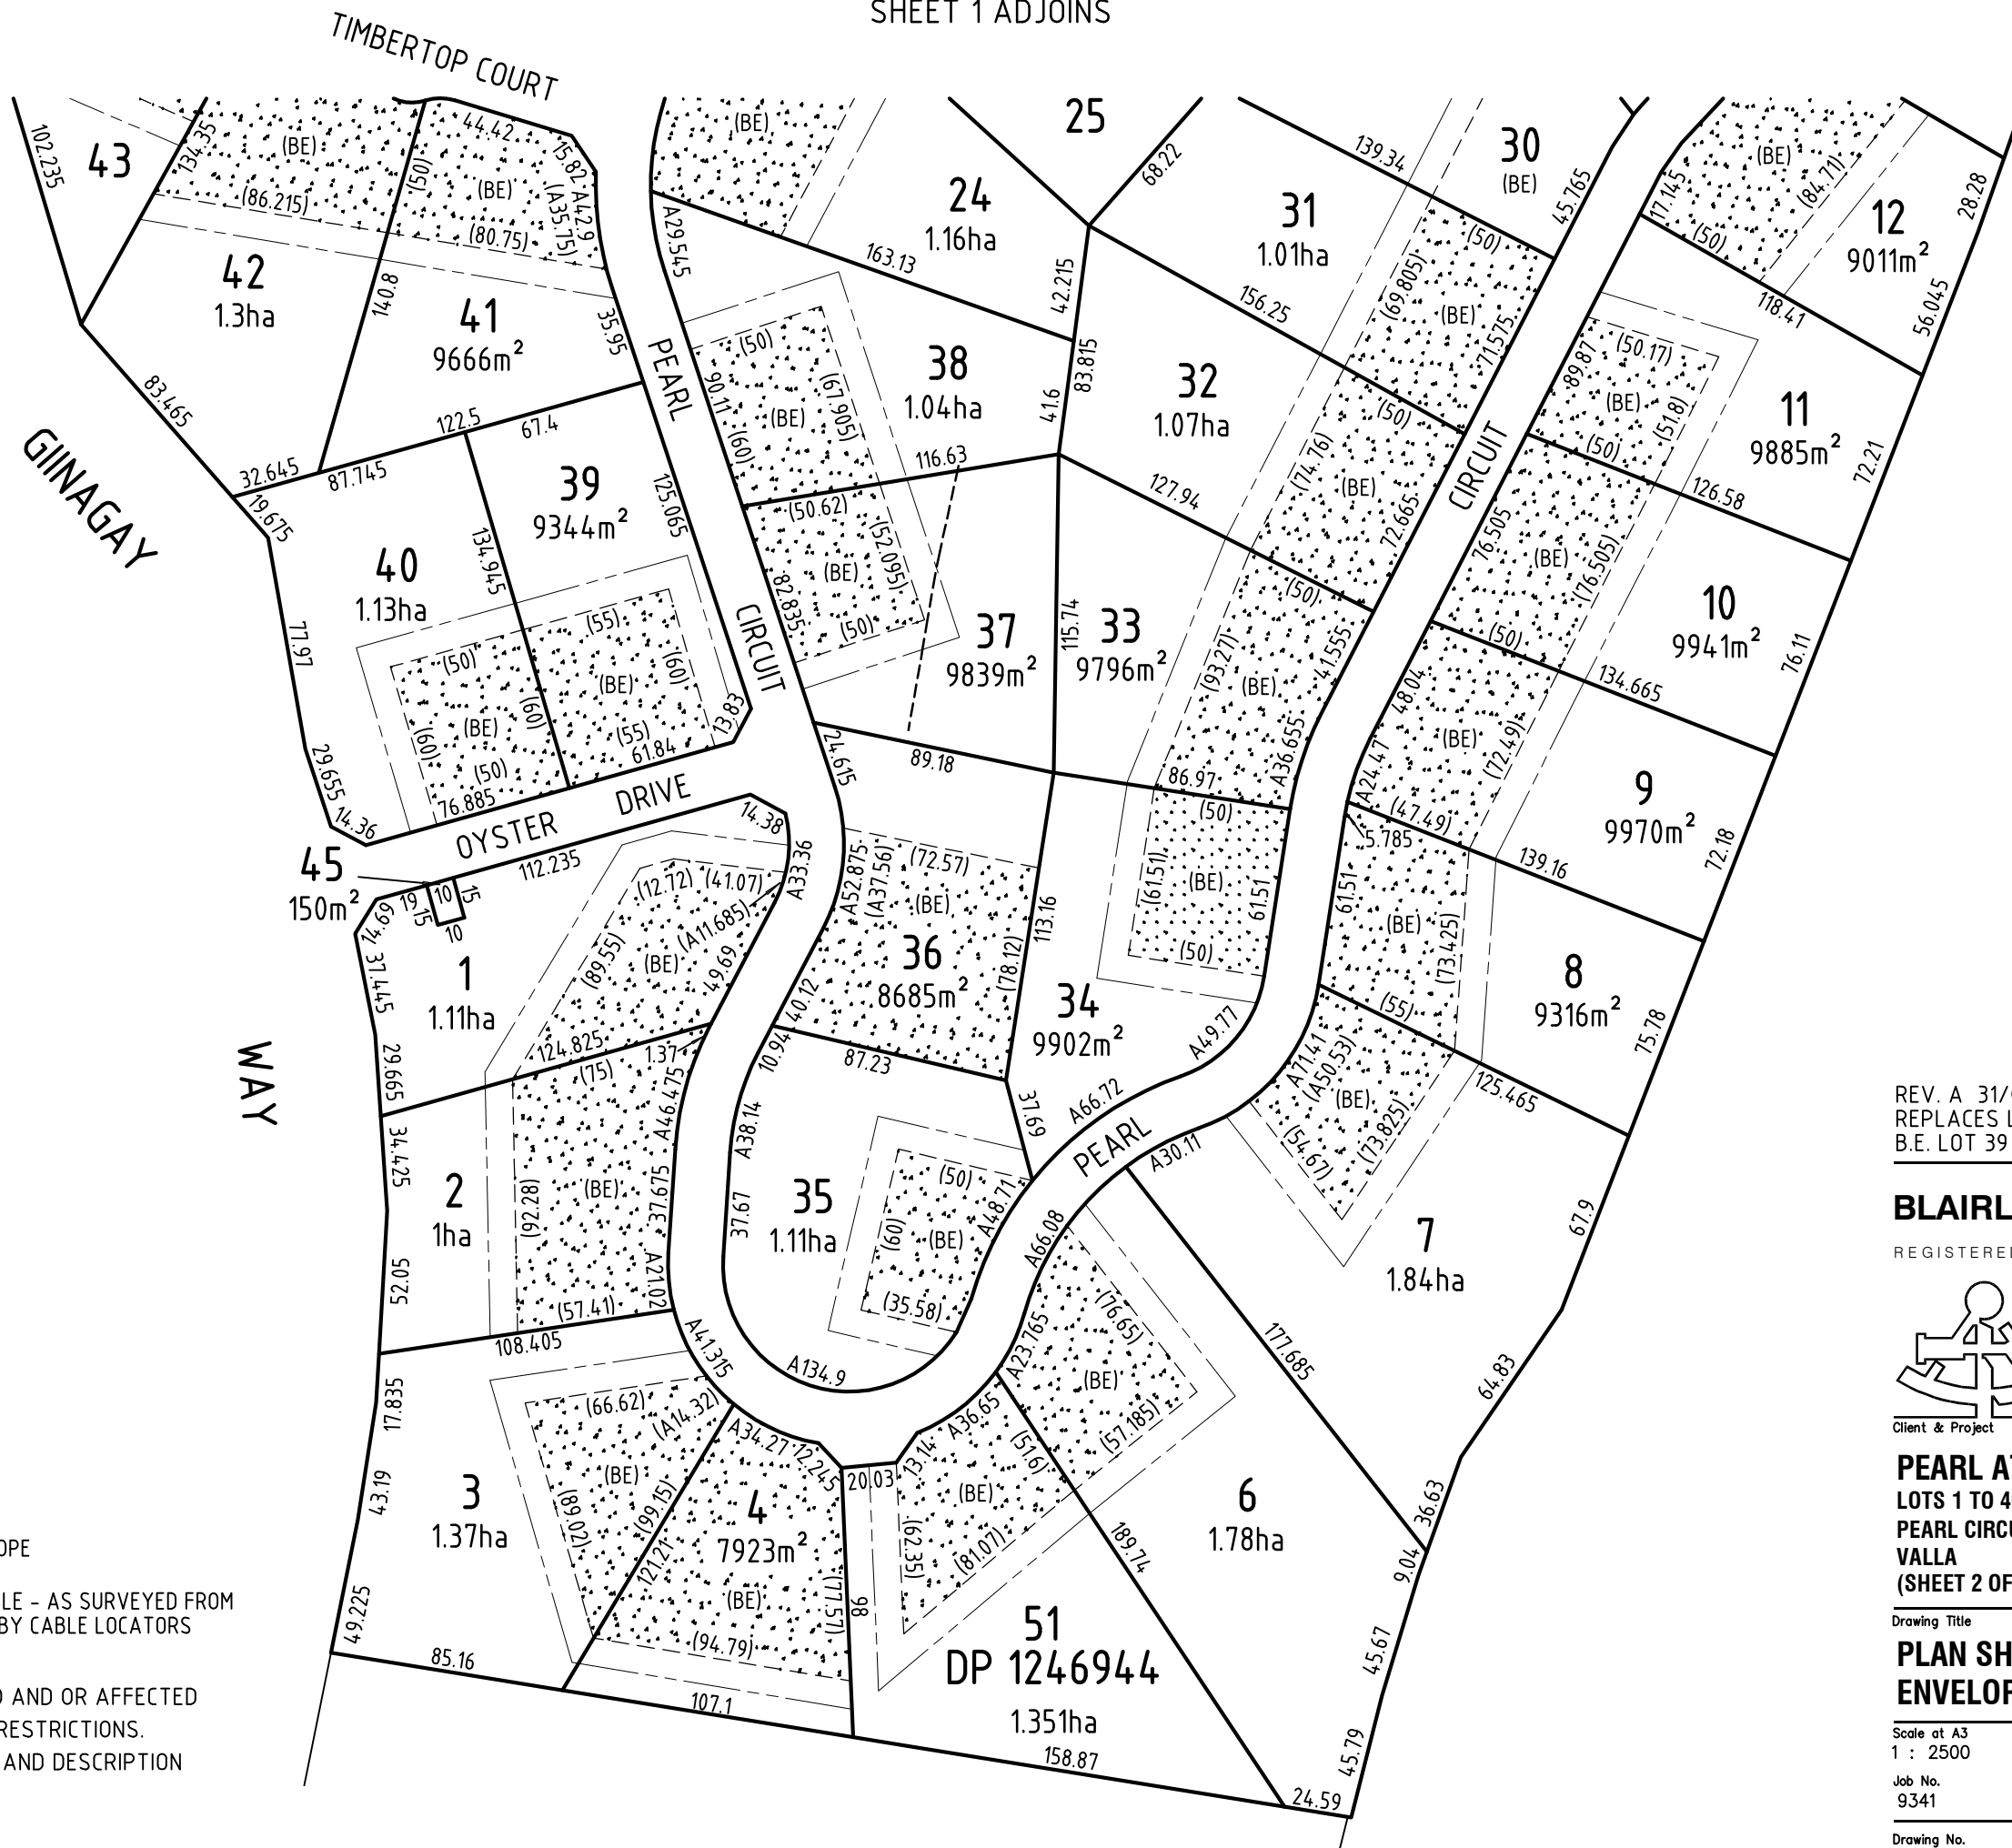 SHEET 1 ADJOINS
TIMBERTOP COURT
102.235
43
134.35
(BE)
(86.215)
44.42
15.82
A42.9
(A35.75)
(50)
(BE)
(80.75)
42
1.3ha
140.8
41
9666m²
35.95
83.465
GIINAGAY
WAY
32.645
122.5
67.4
87.745
19.675
PEARL
CIRCUIT
A29.545
(BE)
163.13
24
1.16ha
25
68.22
42.215
83.815
41.6
38
1.04ha
(50)
90.11
(60)
(BE)
(67.905)
116.63
139.34
30
(BE)
45.765
31
1.01ha
(50)
(69.805)
(BE)
71.575
156.25
32
1.07ha
(50)
(74.76)
(BE)
72.665
127.94
CIRCUIT
17.145
(BE)
(84.71)
(50)
12
9011m²
28.28
56.045
118.41
89.87
(50.17)
(BE)
(51.8)
(50)
11
9885m²
72.21
126.58
76.505
(BE)
(76.505)
(50)
10
9941m²
76.11
134.665
40
1.13ha
134.945
39
9344m²
125.065
77.97
(50)
(BE)
(60)
(60)
(50)
(55)
(60)
(BE)
(55)
61.84
13.83
76.885
29.655
14.36
OYSTER DRIVE
(50.62)
(BE)
(52.095)
82.835
(50)
37
9839m²
115.74
33
9796m²
(50)
(93.27)
(BE)
41.555
A36.655
86.97
89.18
24.615
48.04
(BE)
(72.49)
A24.47
(47.49)
5.785
139.16
9
9970m²
72.18
45
150m²
19
10
15
15
10
14.69
112.235
14.38
A33.36
(12.72)
(41.07)
(A11.685)
(89.55)
(BE)
49.69
37.445
1
1.11ha
29.665
124.825
1.37
A52.875
(A37.56)
(72.57)
(BE)
36
8685m²
(78.12)
113.16
40.12
10.94
87.23
37.69
(50)
(61.51)
(BE)
61.51
(50)
34
9902m²
A49.77
A66.72
61.51
(BE)
(73.425)
(55)
8
9316m²
75.78
125.465
34.425
2
1ha
52.05
(75)
(92.28)
(BE)
A46.475
37.675
A21.02
(57.41)
108.405
A38.14
37.67
35
1.11ha
(50)
(60)
(BE)
A48.71
(35.58)
A134.9
PEARL
A30.11
A66.08
A71.41
(A50.53)
(BE)
(54.67)
(73.825)
7
1.84ha
67.9
64.83
177.685
36.63
17.835
43.19
49.225
3
1.37ha
A41.315
(66.62)
(A14.32)
(BE)
(89.02)
(99.15)
121.21
85.16
A34.27
12.245
4
7923m²
(BE)
(94.79)
(77.57)
107.1
98
20.03
13.14
A36.65
(51.6)
(BE)
(62.35)
(81.07)
51
DP 1246944
1.351ha
158.87
A23.765
(76.65)
(BE)
(57.185)
189.74
6
1.78ha
9.04
45.67
45.79
24.59
OPE
LE - AS SURVEYED FROM
BY CABLE LOCATORS
D AND OR AFFECTED
RESTRICTIONS.
AND DESCRIPTION
REV. A 31/
REPLACES L
B.E. LOT 39
BLAIRL
REGISTERED
Client & Project
PEARL AT
LOTS 1 TO 4
PEARL CIRCU
VALLA
(SHEET 2 OF
Drawing Title
PLAN SH
ENVELOP
Scale at A3
1 : 2500
Job No.
9341
Drawing No.